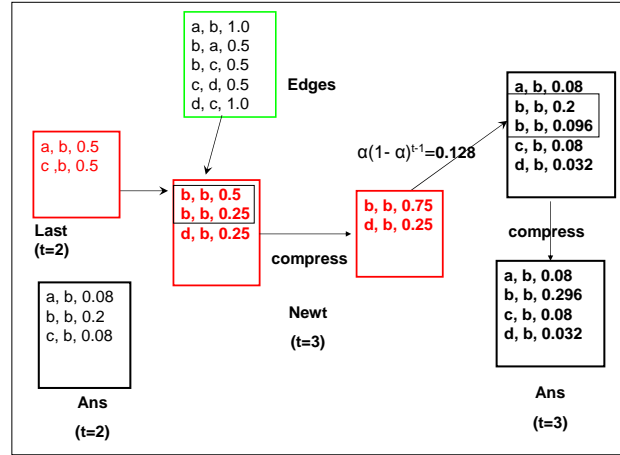 a, b, 1.0
b, a, 0.5
b, c, 0.5
c, d, 0.5
d, c, 1.0
Edges
a, b, 0.5
c ,b, 0.5
Last
(t=2)
b, b, 0.5
b, b, 0.25
d, b, 0.25
compress
Newt
(t=3)
b, b, 0.75
d, b, 0.25
α(1- α)^{t-1}=0.128
a, b, 0.08
b, b, 0.2
b, b, 0.096
c, b, 0.08
d, b, 0.032
compress
a, b, 0.08
b, b, 0.2
c, b, 0.08
Ans
(t=2)
a, b, 0.08
b, b, 0.296
c, b, 0.08
d, b, 0.032
Ans
(t=3)